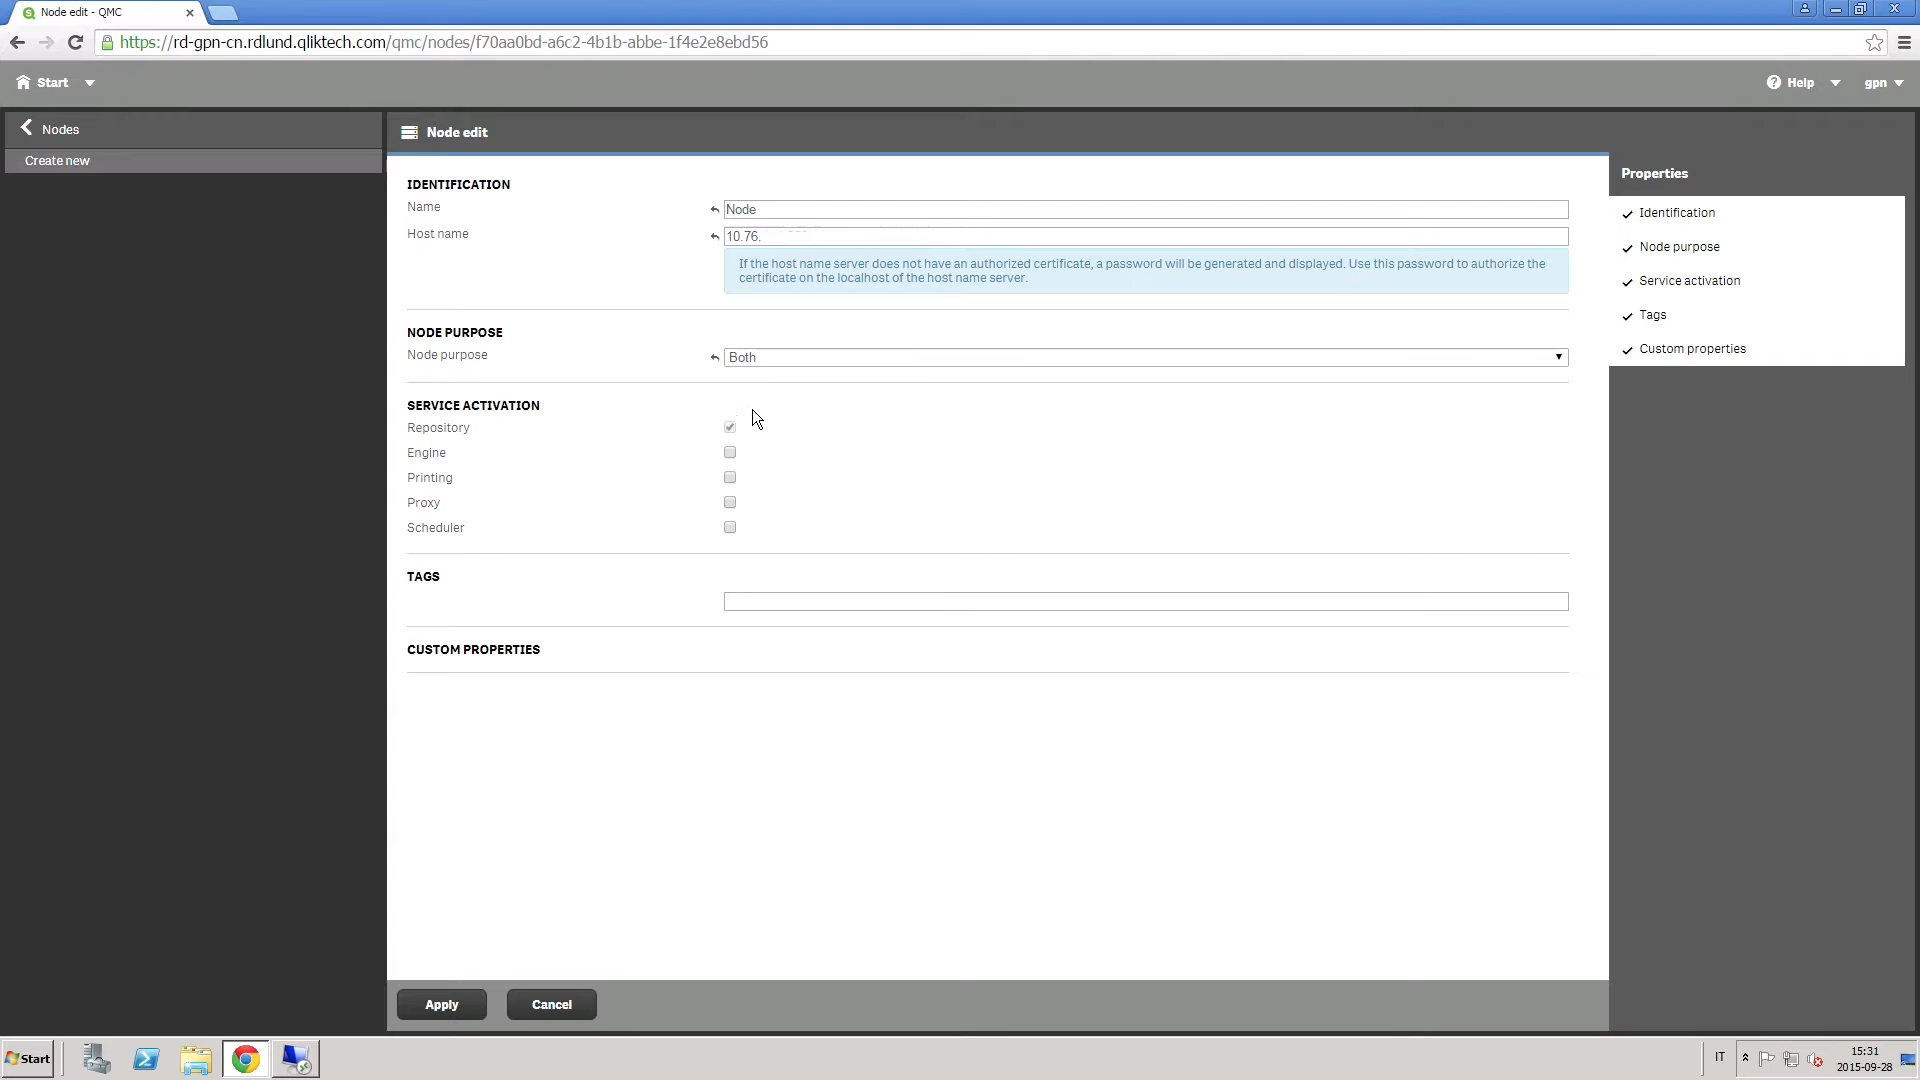 Node edit - QMC
https://rd-gpn-cn.rdlund.qliktech.com/qmc/nodes/f70aa0bd-a6c2-4b1b-abbe-1f4e2e8ebd56
Start
Help
gpn
Nodes
Create new
Node edit
IDENTIFICATION
Name
Node
Host name
10.76.
If the host name server does not have an authorized certificate, a password will be generated and displayed. Use this password to authorize the
certificate on the localhost of the host name server.
NODE PURPOSE
Node purpose
Both
SERVICE ACTIVATION
Repository
Engine
Printing
Proxy
Scheduler
TAGS
CUSTOM PROPERTIES
Apply
Cancel
Properties
Identification
Node purpose
Service activation
Tags
Custom properties
Start
IT
15:31
2015-09-28